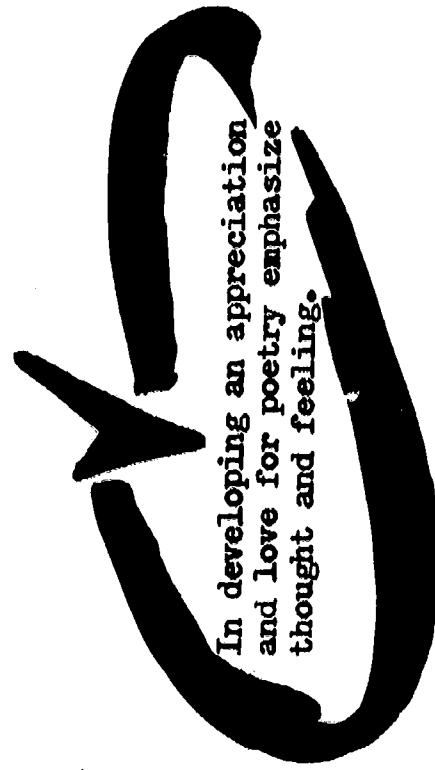 In developing an appreciation
and love for poetry emphasize
thought and feeling.